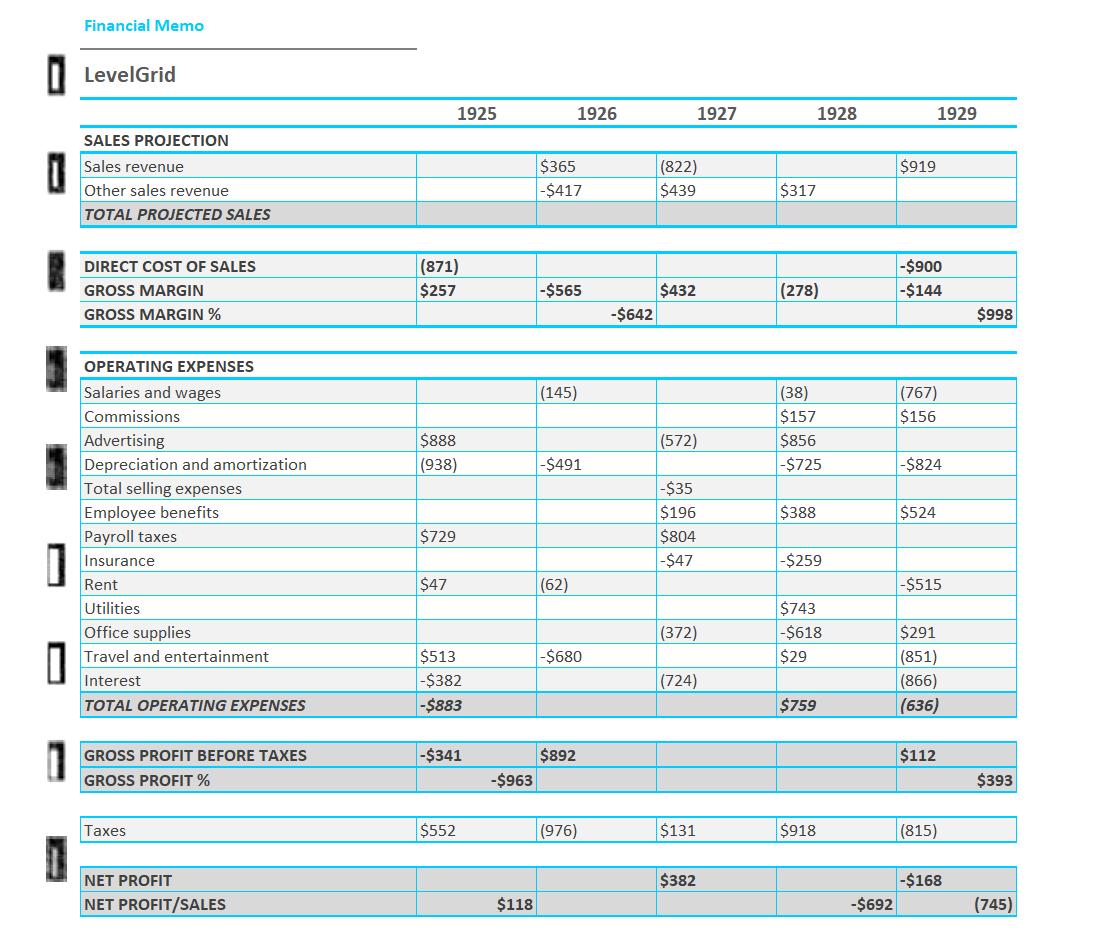 Financial Memo
LevelGrid
1925 1926 1927 1928 1929
SALES PROJECTION
Sales revenue $365 (822) $919
Other sales revenue -$417 $439 $317
TOTAL PROJECTED SALES
DIRECT COST OF SALES (871) -$900
GROSS MARGIN $257 -$565 $432 (278) -$144
GROSS MARGIN % -$642 $998
OPERATING EXPENSES
Salaries and wages (145) (38) (767)
Commissions $157 $156
Advertising $888 (572) $856
Depreciation and amortization (938) -$491 -$725 -$824
Total selling expenses -$35
Employee benefits $196 $388 $524
Payroll taxes $729 $804
Insurance -$47 -$259
Rent $47 (62) -$515
Utilities $743
Office supplies (372) -$618 $291
Travel and entertainment $513 -$680 $29 (851)
Interest -$382 (724) (866)
TOTAL OPERATING EXPENSES -$883 $759 (636)
GROSS PROFIT BEFORE TAXES -$341 $892 $112
GROSS PROFIT % -$963 $393
Taxes $552 (976) $131 $918 (815)
NET PROFIT $382 -$168
NET PROFIT/SALES $118 -$692 (745)